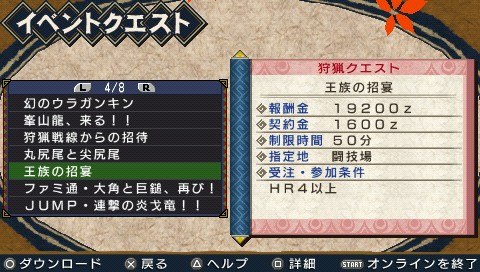 イベントクエスト
L 4/8 R
幻のウラガンキン
峯山龍、来る！！
狩猟戦線からの招待
丸尻尾と尖尻尾
王族の招宴
ファミ通・大角と巨鎚、再び！
ＪＵＭＰ・連撃の炎戈竜！！
狩猟クエスト
王族の招宴
報酬金 19200z
契約金 1600z
制限時間 50分
指定地 闘技場
受注・参加条件
HR4以上
○ダウンロード ×戻る △ヘルプ □詳細 START オンラインを終了